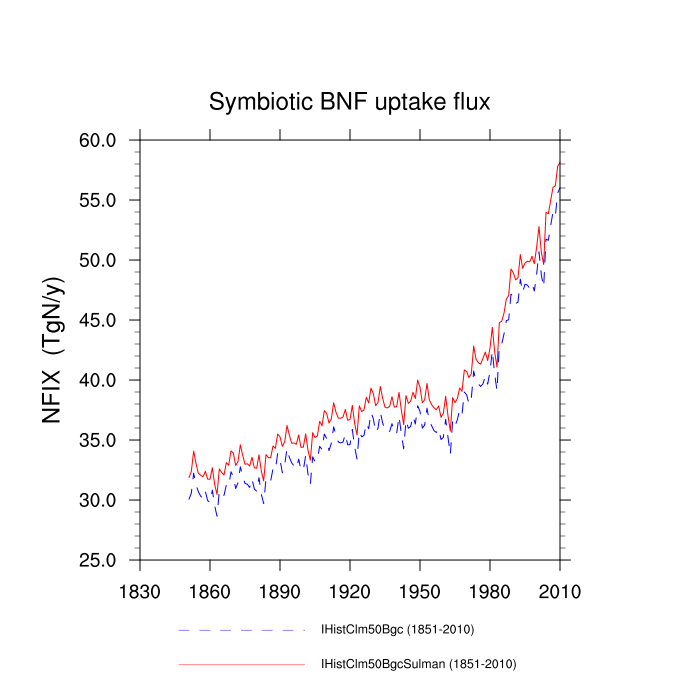 Symbiotic BNF uptake flux
NFIX (TgN/y)
60.0
55.0
50.0
45.0
40.0
35.0
30.0
25.0
1830 1860 1890 1920 1950 1980 2010
IHistClm50Bgc (1851-2010)
IHistClm50BgcSulman (1851-2010)